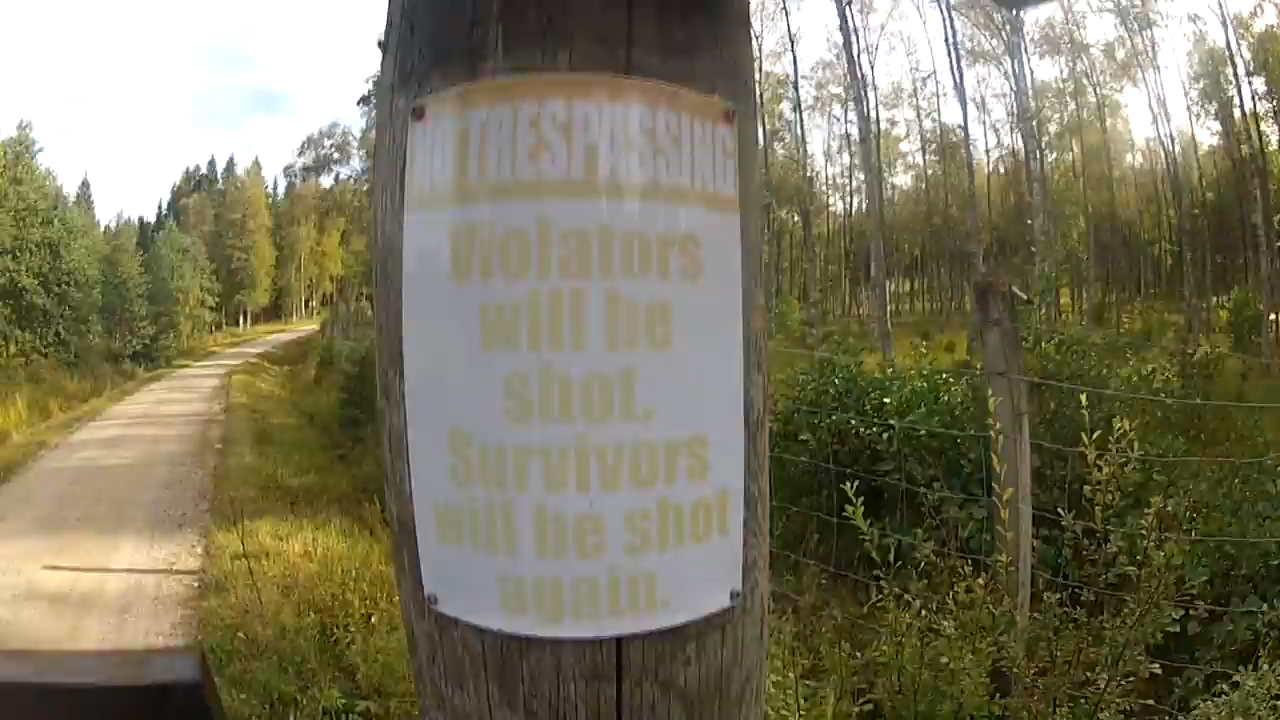 NO TRESPASSING
Violators
will be
shot.
Survivors
will be shot
again.